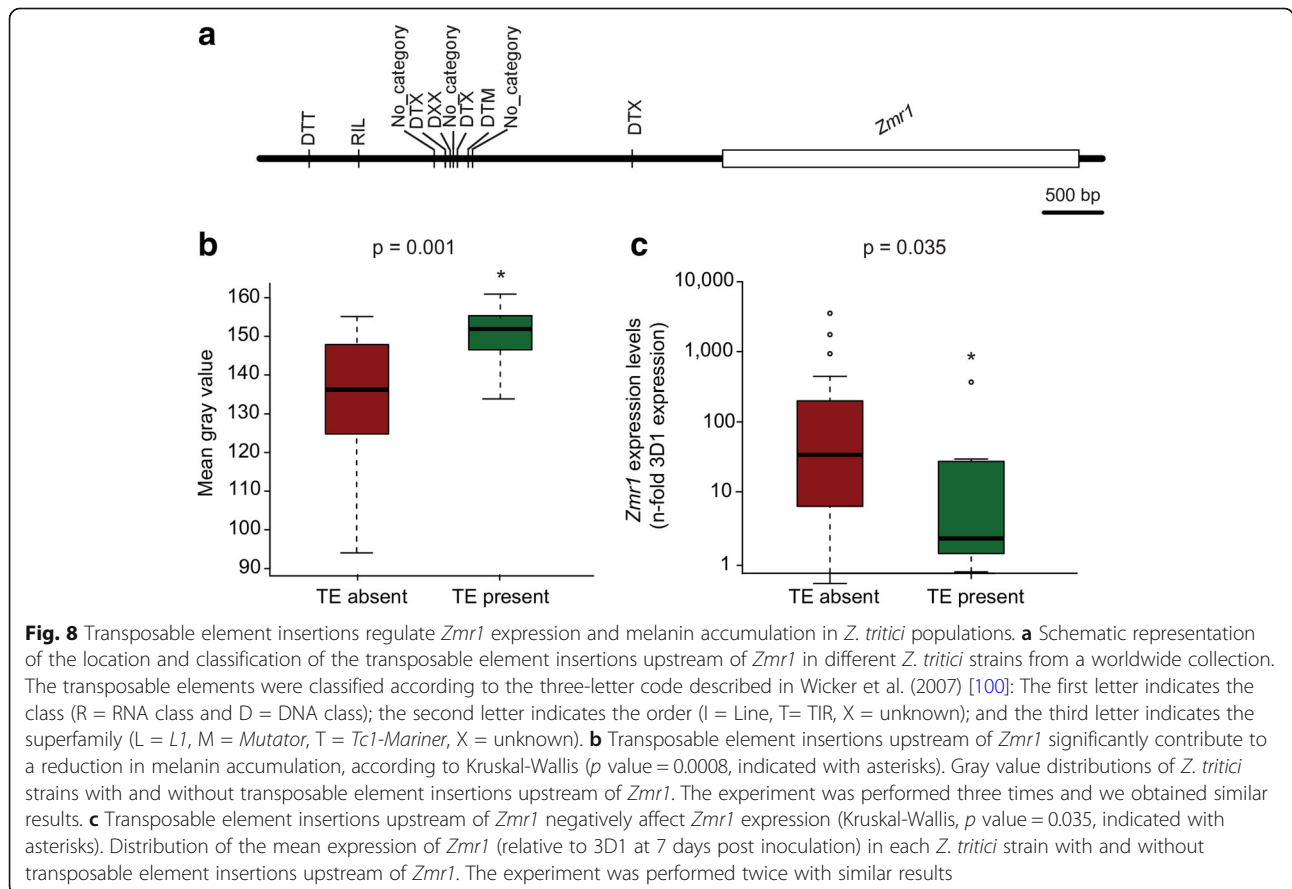 a
DTT
RIL
No_category
DTX
DXX
No_category
DTX
DTM
No_category
DTX
Zmr1
500 bp
b
p = 0.001
*
Mean gray value
160
150
140
130
120
110
100
90
TE absent
TE present
c
p = 0.035
*
Zmr1 expression levels
(n-fold 3D1 expression)
10,000
1,000
100
10
1
TE absent
TE present
Fig. 8 Transposable element insertions regulate Zmr1 expression and melanin accumulation in Z. tritici populations. a Schematic representation
of the location and classification of the transposable element insertions upstream of Zmr1 in different Z. tritici strains from a worldwide collection.
The transposable elements were classified according to the three-letter code described in Wicker et al. (2007) [100]: The first letter indicates the
class (R = RNA class and D = DNA class); the second letter indicates the order (I = Line, T= TIR, X = unknown); and the third letter indicates the
superfamily (L = L1, M = Mutator, T = Tc1-Mariner, X = unknown). b Transposable element insertions upstream of Zmr1 significantly contribute to
a reduction in melanin accumulation, according to Kruskal-Wallis (p value = 0.0008, indicated with asterisks). Gray value distributions of Z. tritici
strains with and without transposable element insertions upstream of Zmr1. The experiment was performed three times and we obtained similar
results. c Transposable element insertions upstream of Zmr1 negatively affect Zmr1 expression (Kruskal-Wallis, p value = 0.035, indicated with
asterisks). Distribution of the mean expression of Zmr1 (relative to 3D1 at 7 days post inoculation) in each Z. tritici strain with and without
transposable element insertions upstream of Zmr1. The experiment was performed twice with similar results